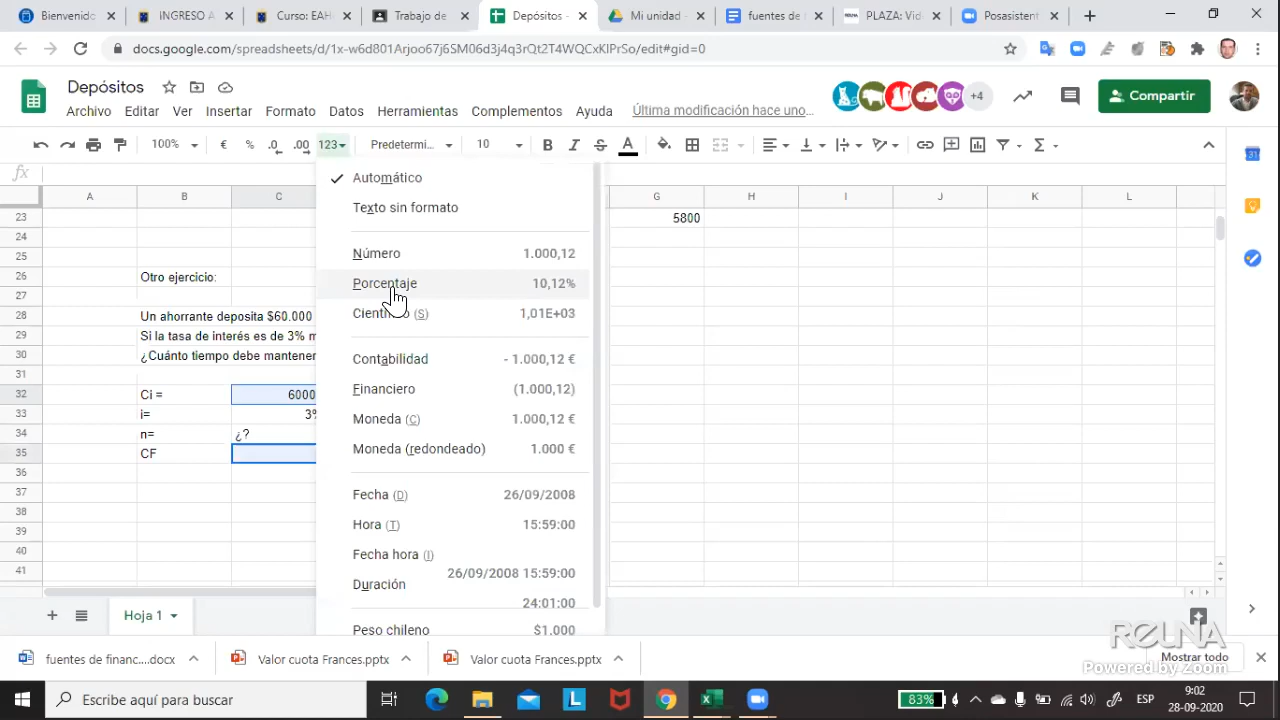 Bienvenido
INGRESO A
Curso: EAH
Trabajo de
Depósitos -
Mi unidad -
fuentes de
PLAZA: Vid
Posasistent
docs.google.com/spreadsheets/d/1x-w6d801Arjoo67j6SM06d3j4q3rQt2T4WQCxKlPrSo/edit#gid=0
Depósitos
Archivo Editar Ver Insertar Formato Datos Herramientas Complementos Ayuda
Última modificación hace uno...
+4
Compartir
100% € % .0 .00 123 Predetermi... 10 B I S A
fx
A B C G H I J K L
Automático
Texto sin formato
Número 1.000,12
Porcentaje 10,12%
(S) 1,01E+03
Contabilidad - 1.000,12 €
Financiero (1.000,12)
Moneda (C) 1.000,12 €
Moneda (redondeado) 1.000 €
Fecha (D) 26/09/2008
Hora (T) 15:59:00
Fecha hora (I)
26/09/2008 15:59:00
Duración
24:01:00
Peso chileno $1.000
23 5800
24
25
26 Otro ejercicio:
27
28 Un ahorrante deposita $60.000
29 Si la tasa de interés es de 3% m
30 ¿Cuánto tiempo debe mantener
31
32 Ci = 6000
33 i= 3%
34 n= ¿?
35 CF
36
37
38
39
40
41
Hoja 1
REUNA
Powered by Zoom
fuentes de financ....docx
Valor cuota Frances.pptx
Valor cuota Frances.pptx
Mostrar todo
Escribe aquí para buscar
83%
ESP
9:02
28-09-2020